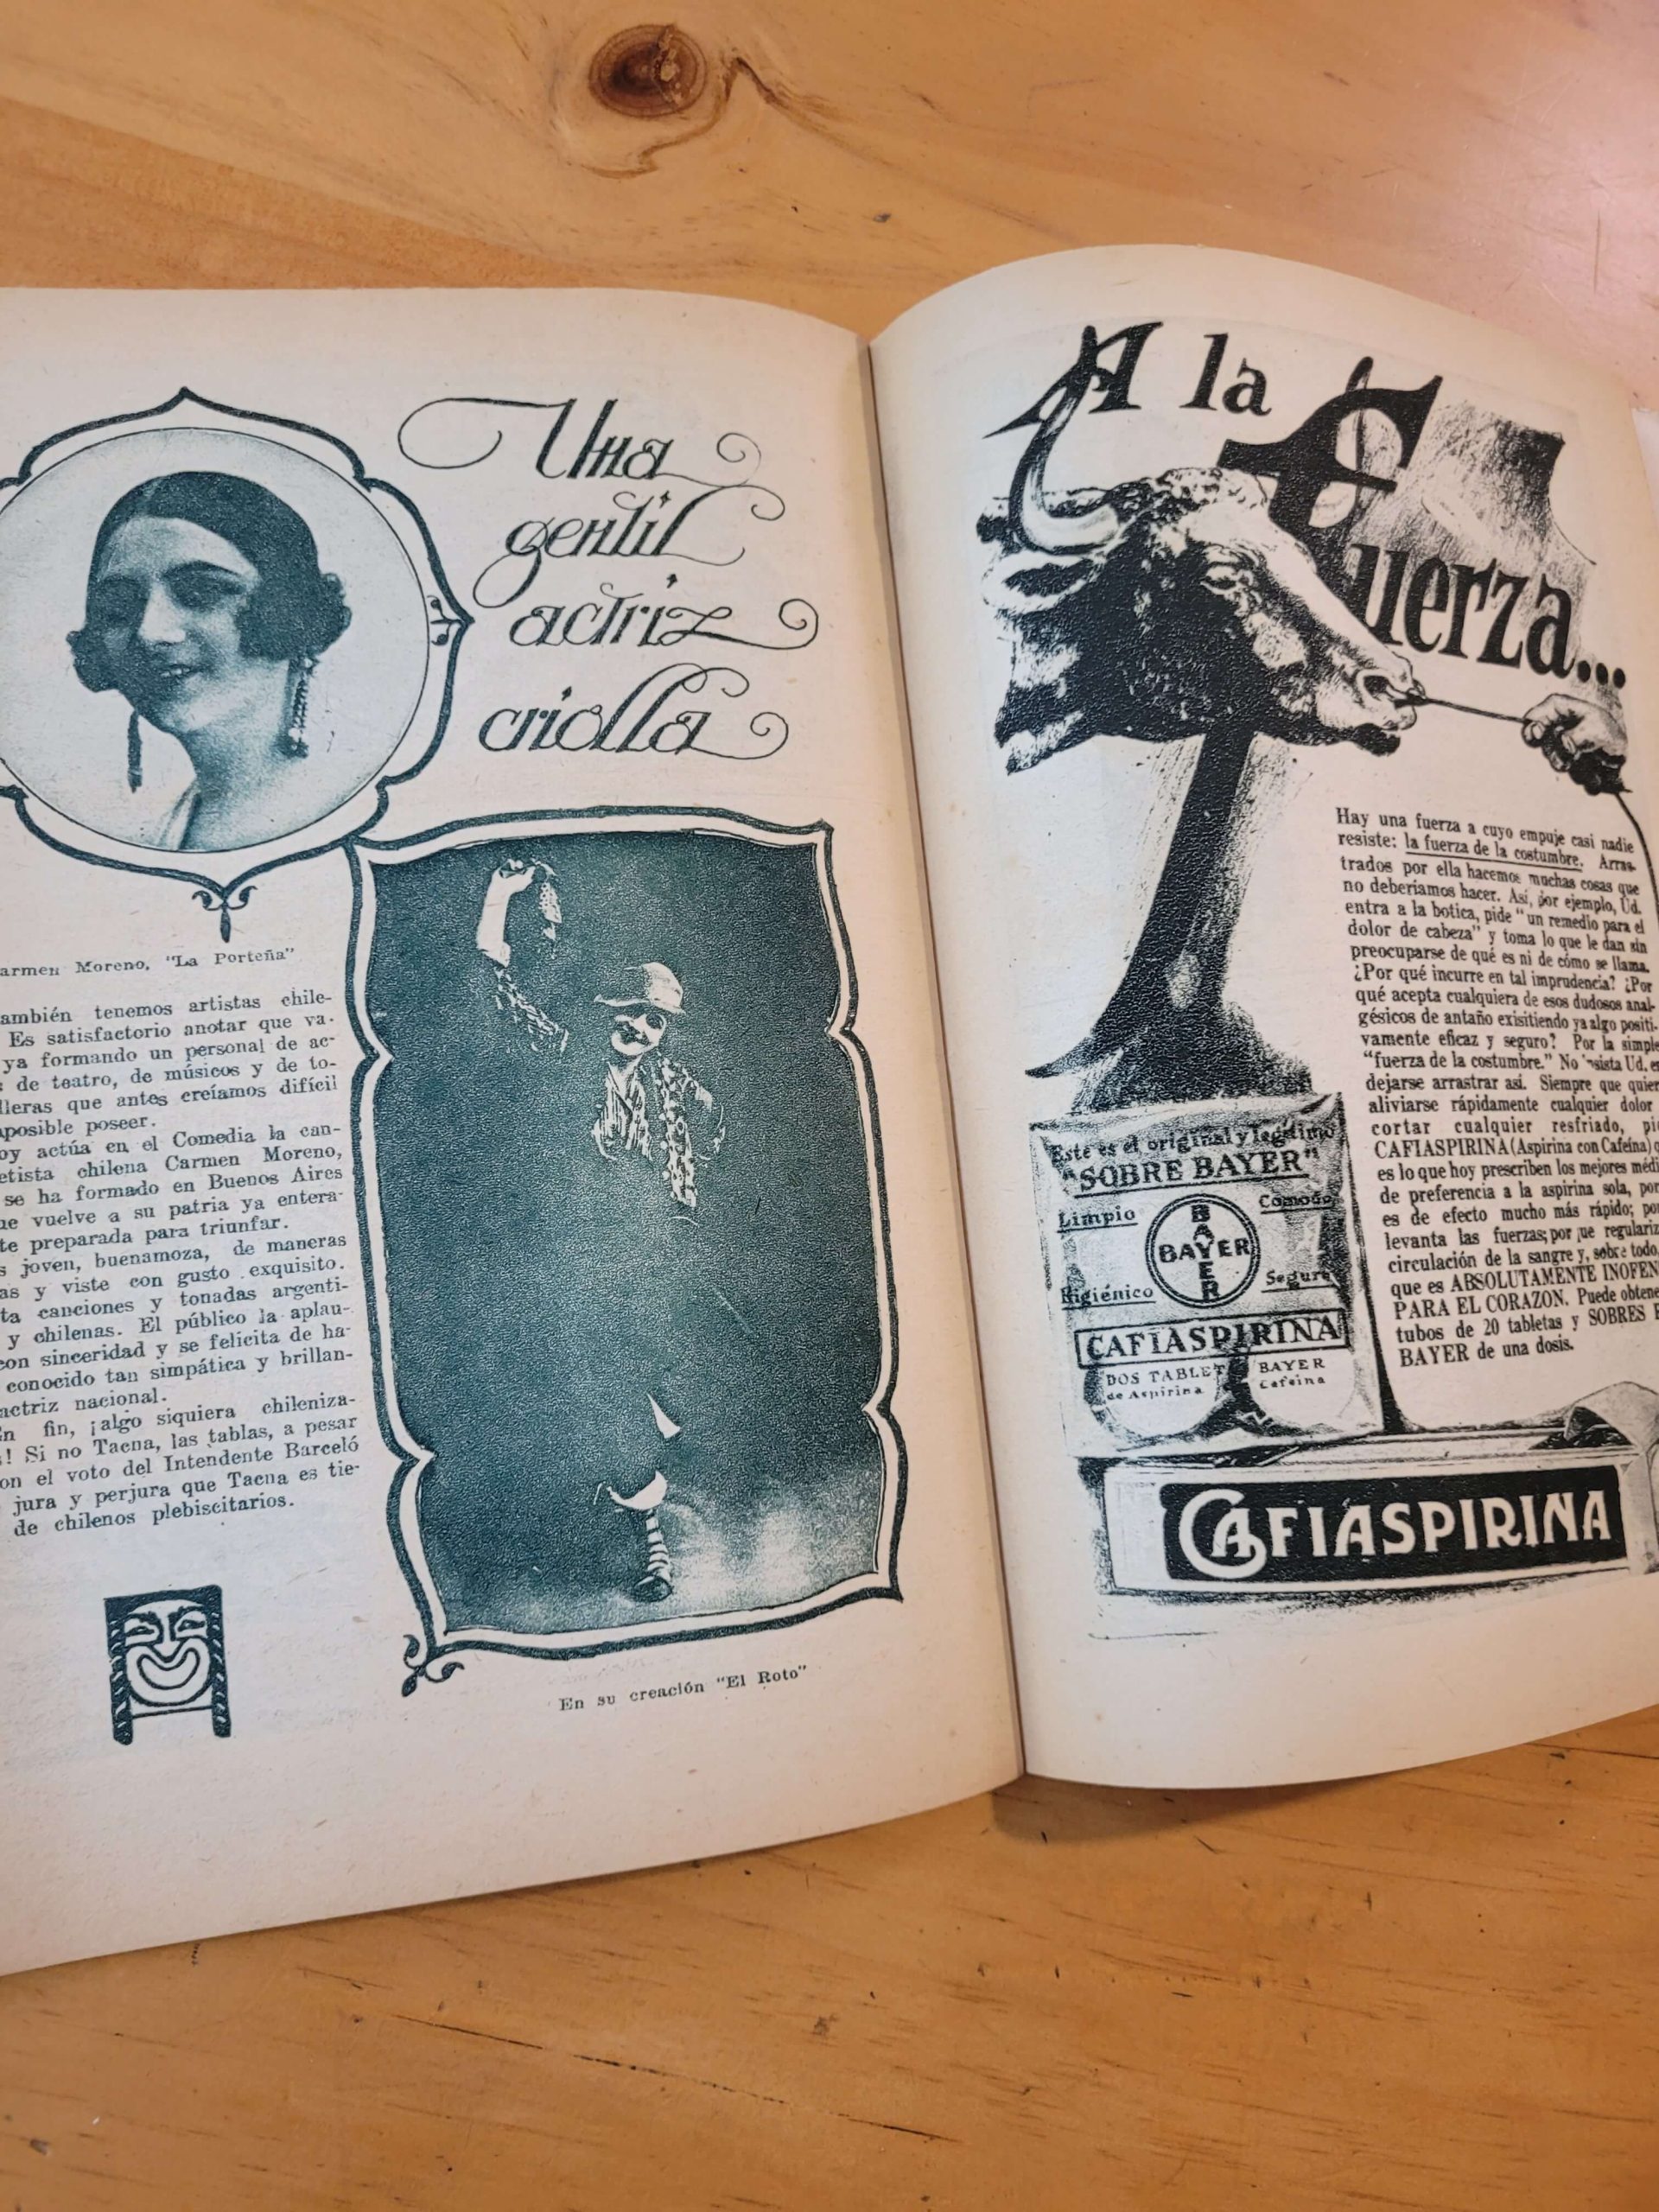 Una
gentil
actriz
criolla
armen Moreno, "La Porteña"
ambién tenemos artistas chile-
Es satisfactorio anotar que va-
ya formando un personal de ac-
de teatro, de músicos y de to-
lleras que antes creíamos difícil
posible poseer.
oy actúa en el Comedia la can-
etista chilena Carmen Moreno,
se ha formado en Buenos Aires
ue vuelve a su patria ya entera-
te preparada para triunfar.
s joven, buenamoza, de maneras
as y viste con gusto exquisito.
ta canciones y tonadas argenti-
y chilenas. El público la aplau-
con sinceridad y se felicita de ha-
conocido tan simpática y brillan-
actriz nacional.
n fin, ¡algo siquiera chileniza-
! Si no Tacna, las tablas, a pesar
on el voto del Intendente Barceló
jura y perjura que Tacna es tie-
de chilenos plebiscitarios.
En su creación "El Roto"
A la
fuerza...
Hay una fuerza a cuyo empuje casi nadie
resiste: la fuerza de la costumbre. Arras-
trados por ella hacemos muchas cosas que
no deberíamos hacer. Así, por ejemplo, Ud.
entra a la botica, pide "un remedio para el
dolor de cabeza" y toma lo que le dan sin
preocuparse de qué es ni de cómo se llama.
¿Por qué incurre en tal imprudencia? ¿Por
qué acepta cualquiera de esos dudosos anal-
gésicos de antaño exisitiendo ya algo positi-
vamente eficaz y seguro? Por la simple
"fuerza de la costumbre." No sista Ud. en
dejarse arrastrar así. Siempre que quier
aliviarse rápidamente cualquier dolor
cortar cualquier resfriado, pi
CAFIASPIRINA (Aspirina con Cafeína) q
es lo que hoy prescriben los mejores médi
de preferencia a la aspirina sola, por
es de efecto mucho más rápido; po
levanta las fuerzas; por ue regulariz
circulación de la sangre y, sobre todo,
que es ABSOLUTAMENTE INOFEN
PARA EL CORAZON. Puede obtene
tubos de 20 tabletas y SOBRES
BAYER de una dosis.
Este es el original y legítimo
"SOBRE BAYER"
Limpio Cómodo
BAYER
BAYER
Higiénico Seguro
CAFIASPIRINA
DOS TABLET BAYER
de Aspirina Cafeína
CAFIASPIRINA